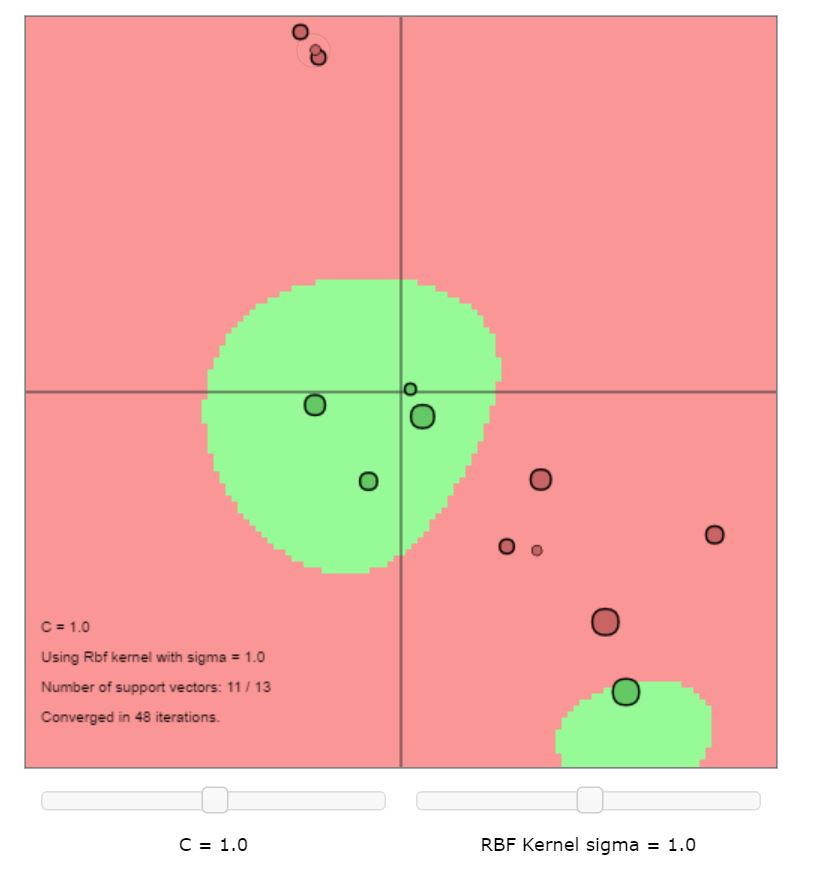 C = 1.0
Using Rbf kernel with sigma = 1.0
Number of support vectors: 11 / 13
Converged in 48 iterations.
C = 1.0
RBF Kernel sigma = 1.0